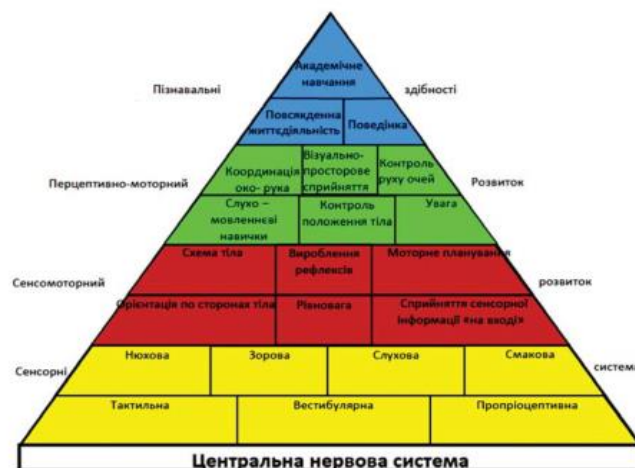 Академічне
навчання
Пізнавальні здібності
Повсякденна
життєдіяльність
Поведінка
Координація
око- рука
Візуально-
просторове
сприйняття
Контроль
руху очей
Перцептивно-моторний Розвиток
Слухо –
мовленнєві
навички
Контроль
положення тіла
Увага
Схема тіла
Вироблення
рефлексів
Моторне планування
Сенсомоторний розвиток
Орієнтація по сторонах тіла
Рівновага
Сприйняття сенсорної
інформації «на вході»
Нюхова Зорова Слухова Смакова
Сенсорні система
Тактильна Вестибулярна Пропріоцептивна
Центральна нервова система